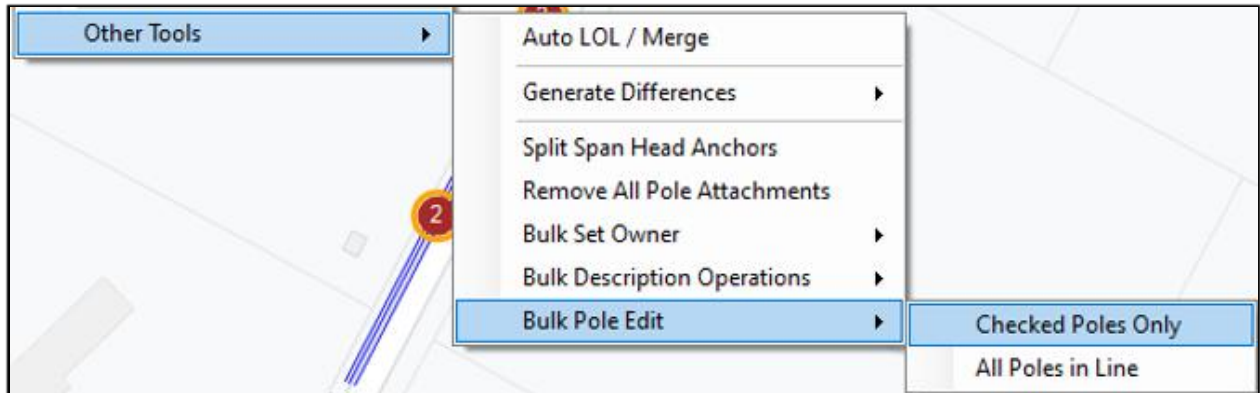 Other Tools
Auto LOL / Merge
Generate Differences
Split Span Head Anchors
Remove All Pole Attachments
2
Bulk Set Owner
Bulk Description Operations
Bulk Pole Edit
Checked Poles Only
All Poles in Line